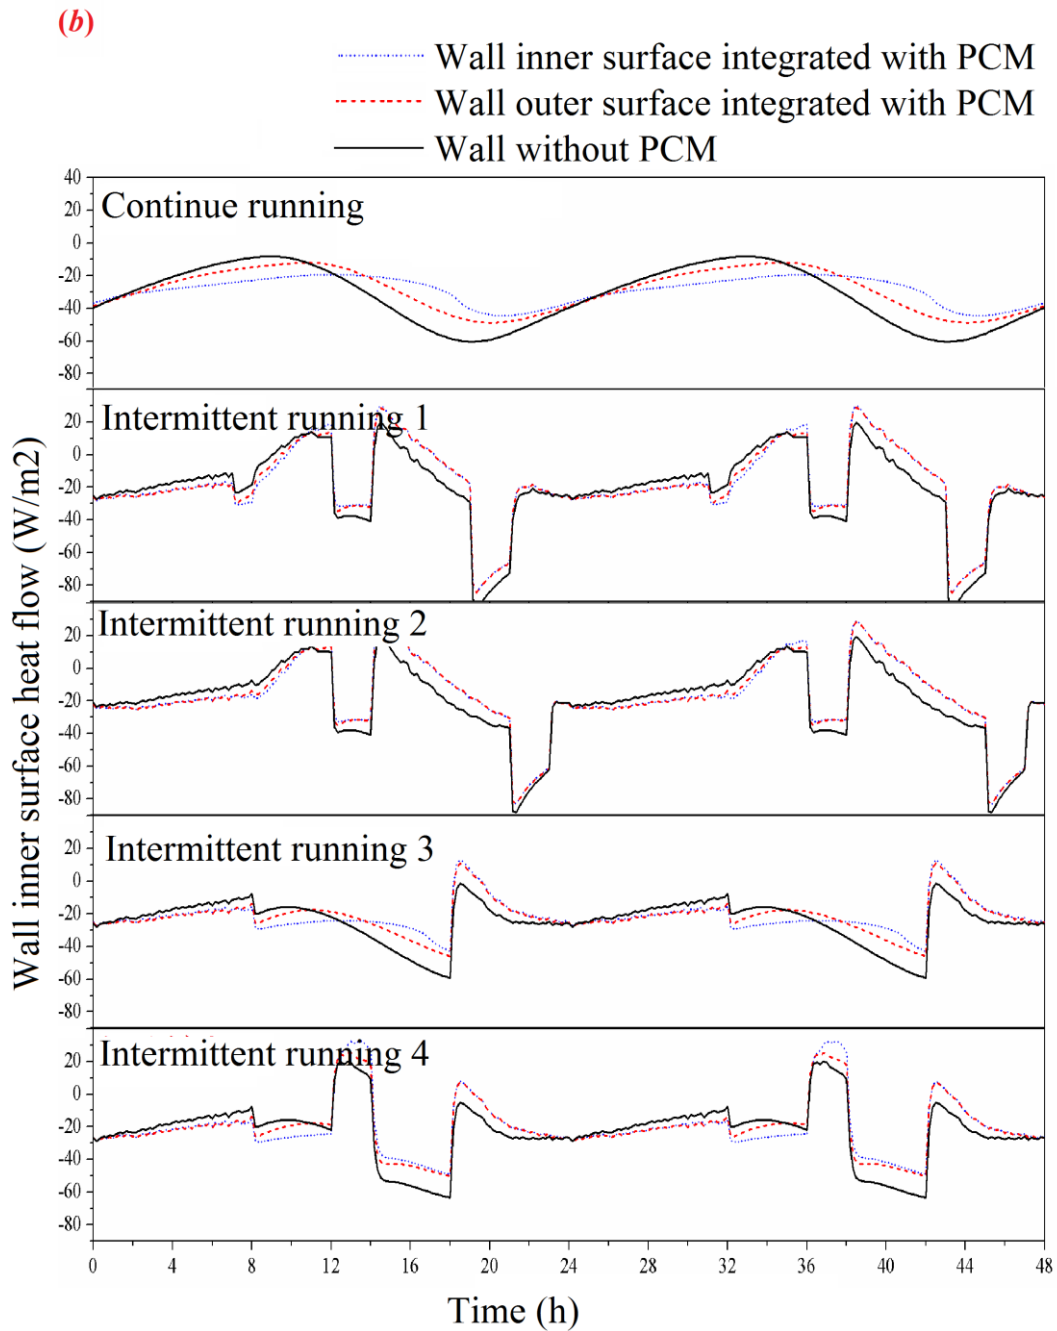 (b)
Wall inner surface integrated with PCM
Wall outer surface integrated with PCM
Wall without PCM
Wall inner surface heat flow (W/m2)
Continue running
40
20
0
-20
-40
-60
-80
Intermittent running 1
20
0
-20
-40
-60
-80
Intermittent running 2
20
0
-20
-40
-60
-80
Intermittent running 3
20
0
-20
-40
-60
-80
Intermittent running 4
20
0
-20
-40
-60
-80
0 4 8 12 16 20 24 28 32 36 40 44 48
Time (h)